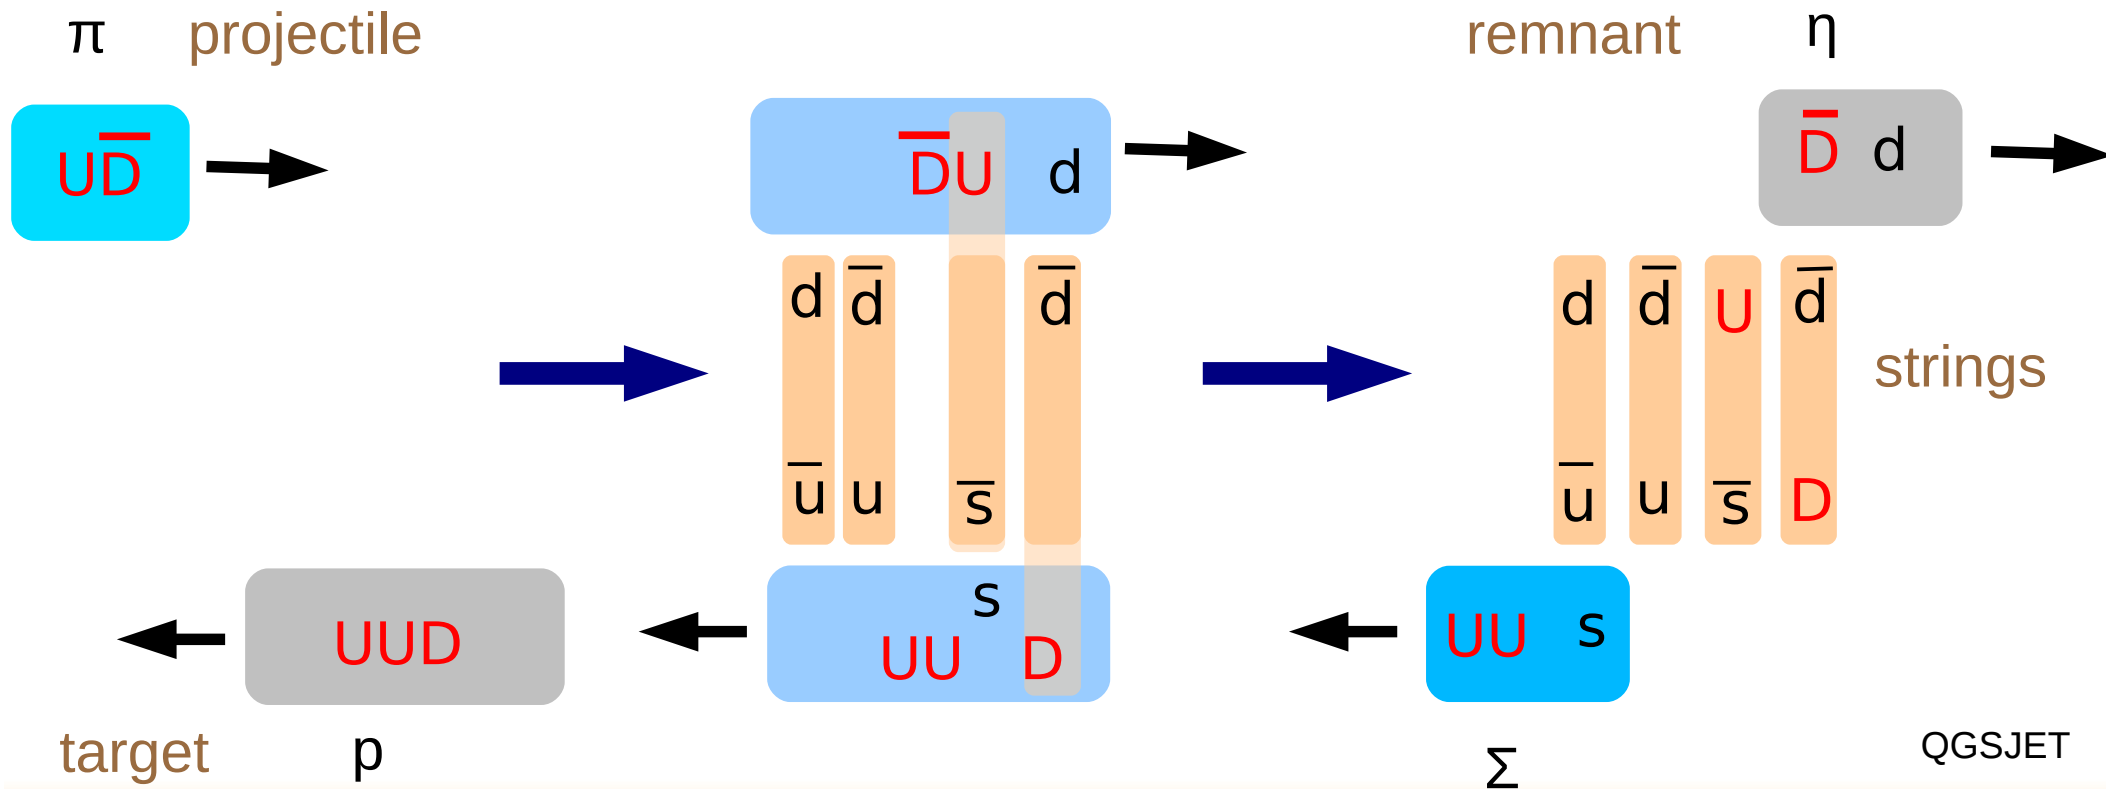 π projectile remnant η
UD̅ D̅U d D̅ d
d d̅ d̅ d d̅ U d̅
strings
u̅ u s̅ u̅ u s̅ D
s
UUD UU D UU s
target p Σ QGSJET